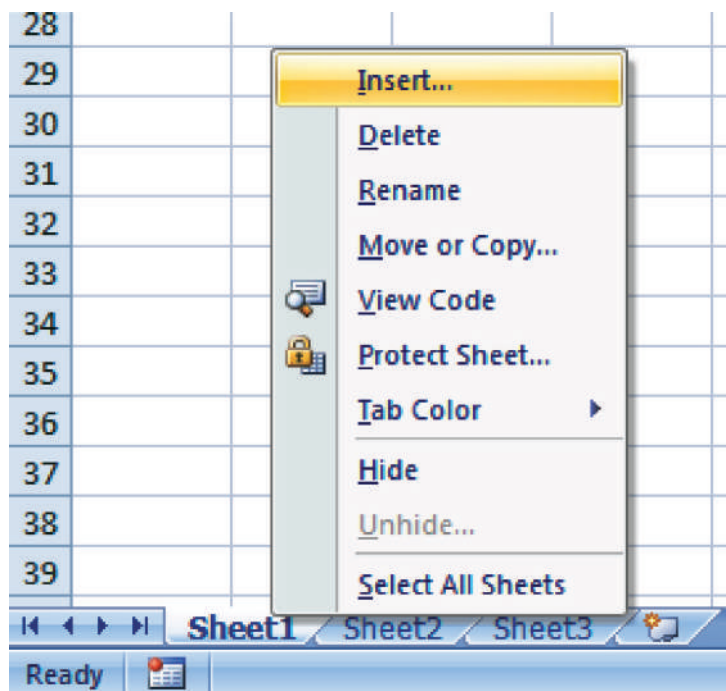 28
29
Insert...
30
Delete
31
Rename
32
Move or Copy...
33
View Code
34
Protect Sheet...
35
Tab Color
36
37
Hide
38
Unhide...
39
Select All Sheets
Sheet1 Sheet2 Sheet3
Ready